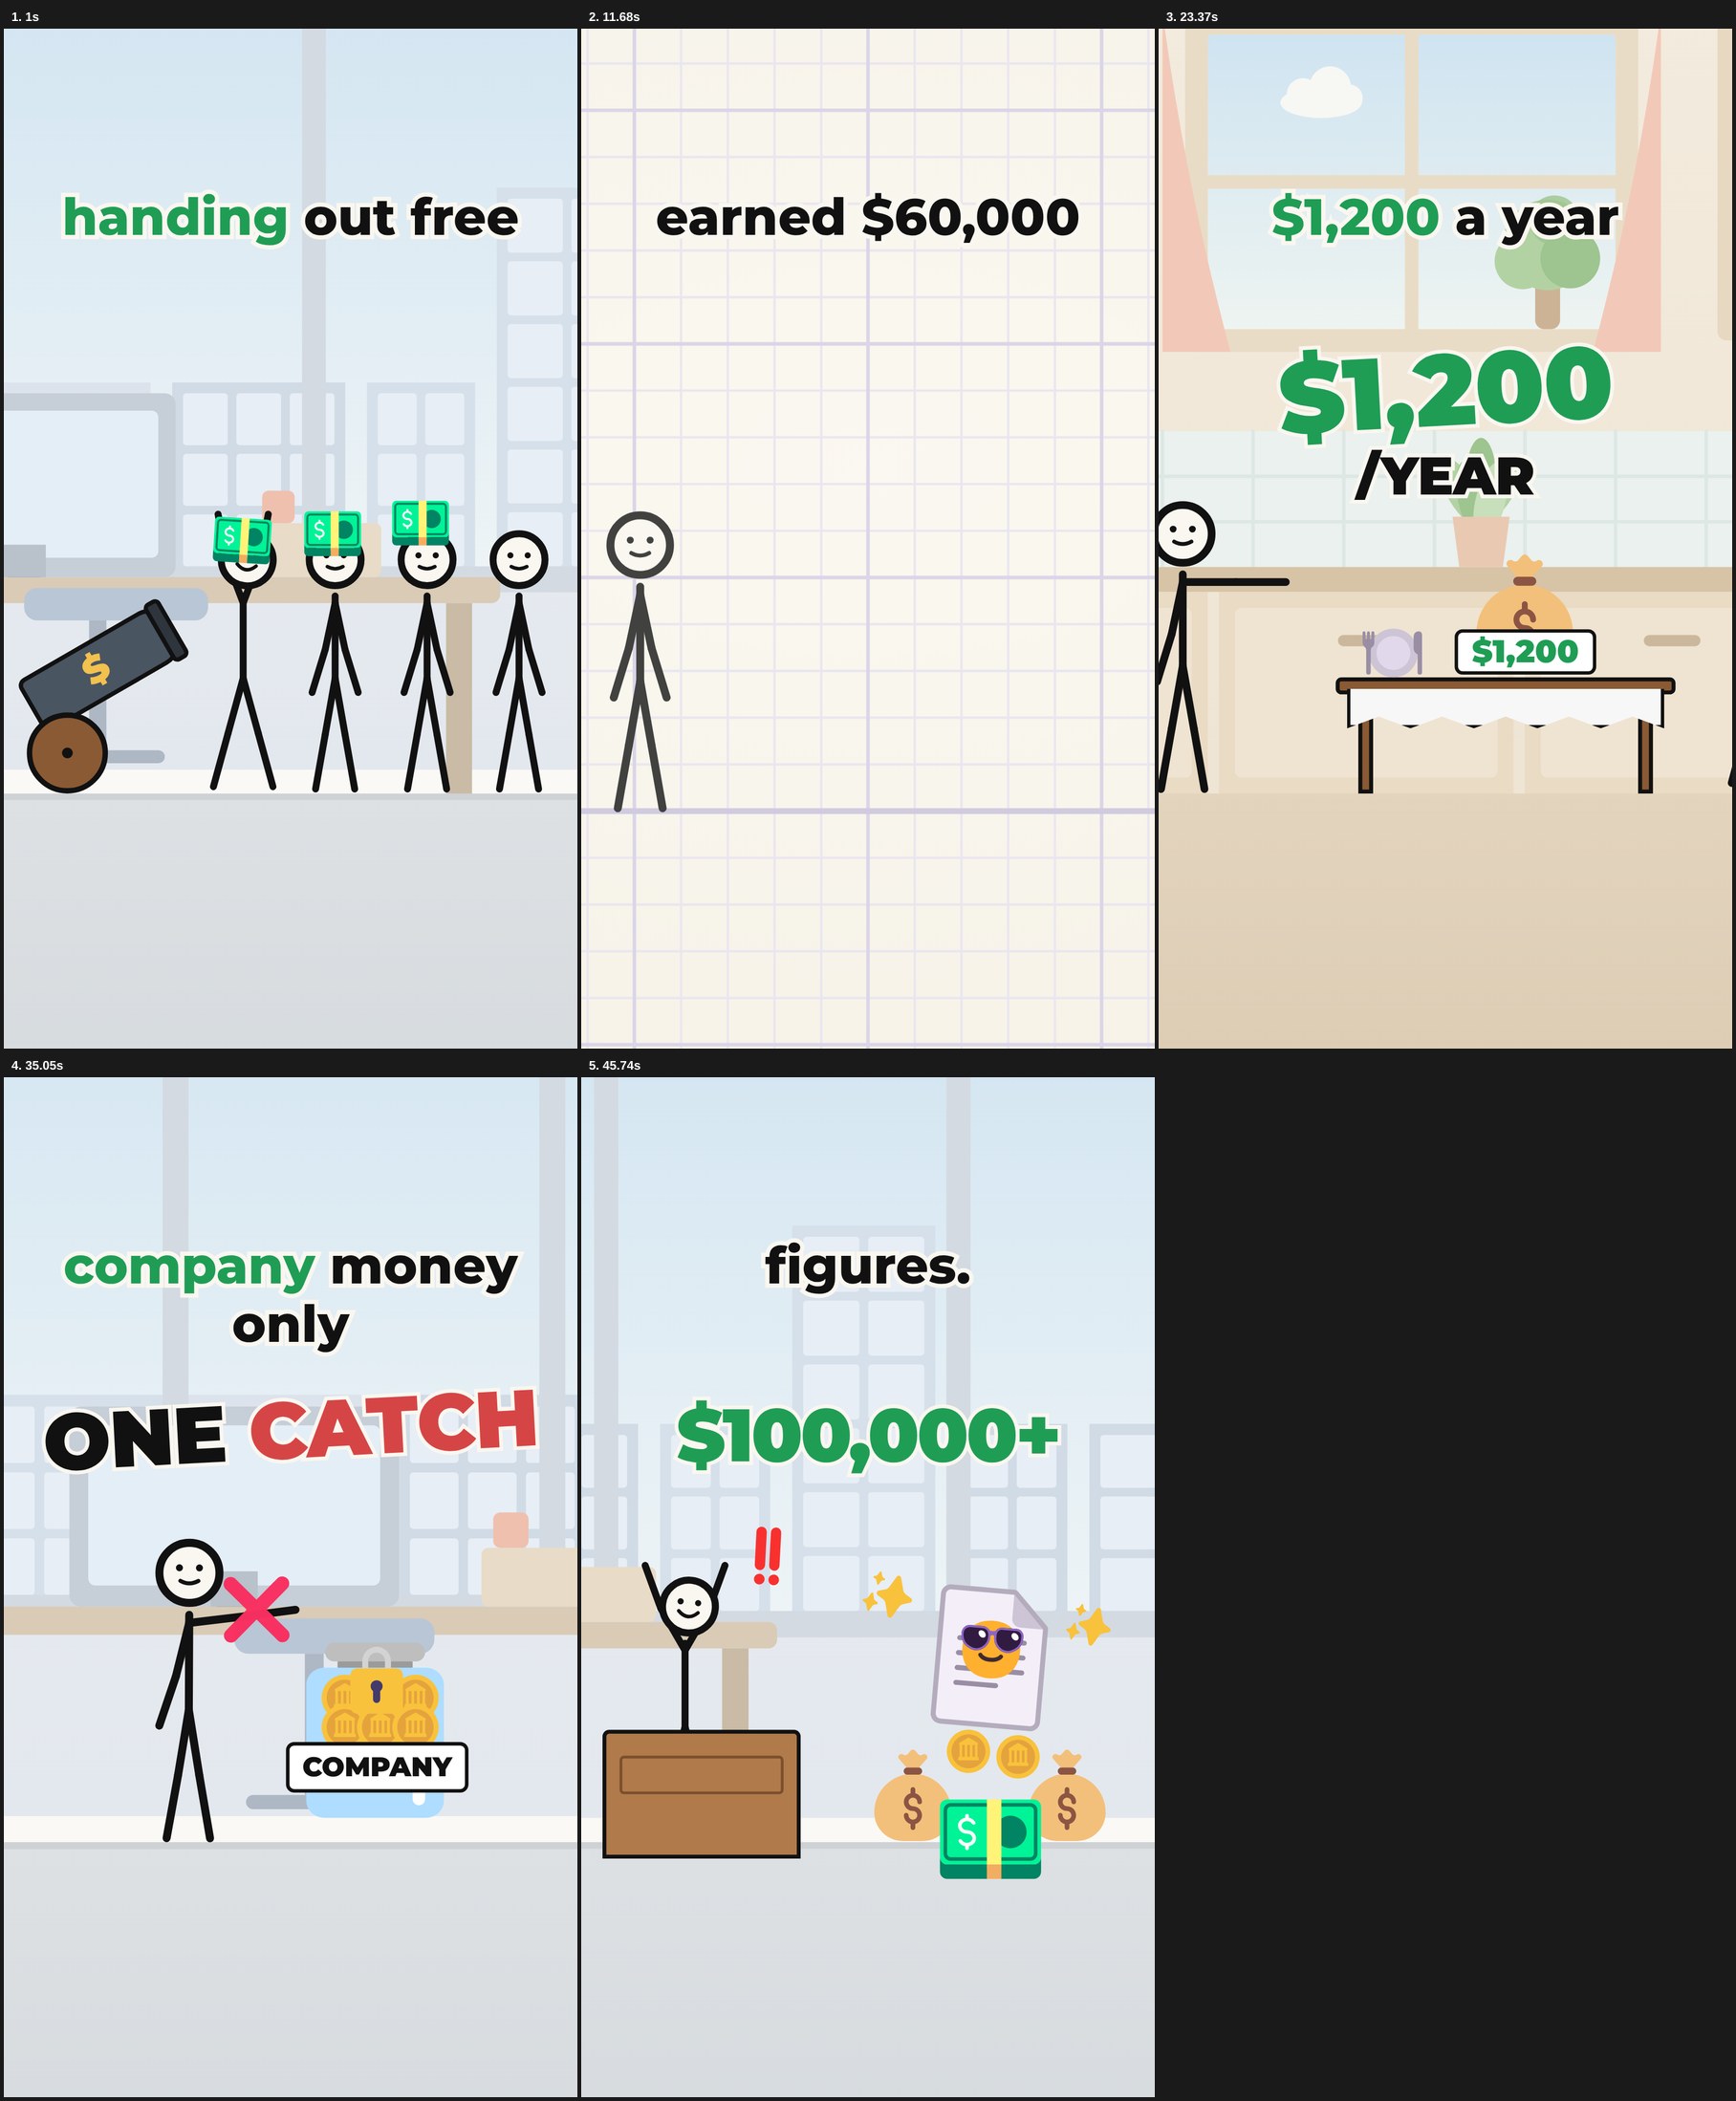 1. 1s
handing out free
$
$
$
$
2. 11.68s
earned $60,000
3. 23.37s
$1,200 a year
$1,200
/YEAR
$
$1,200
4. 35.05s
company money
only
ONE CATCH
COMPANY
5. 45.74s
figures.
$100,000+
!!
$
$
$